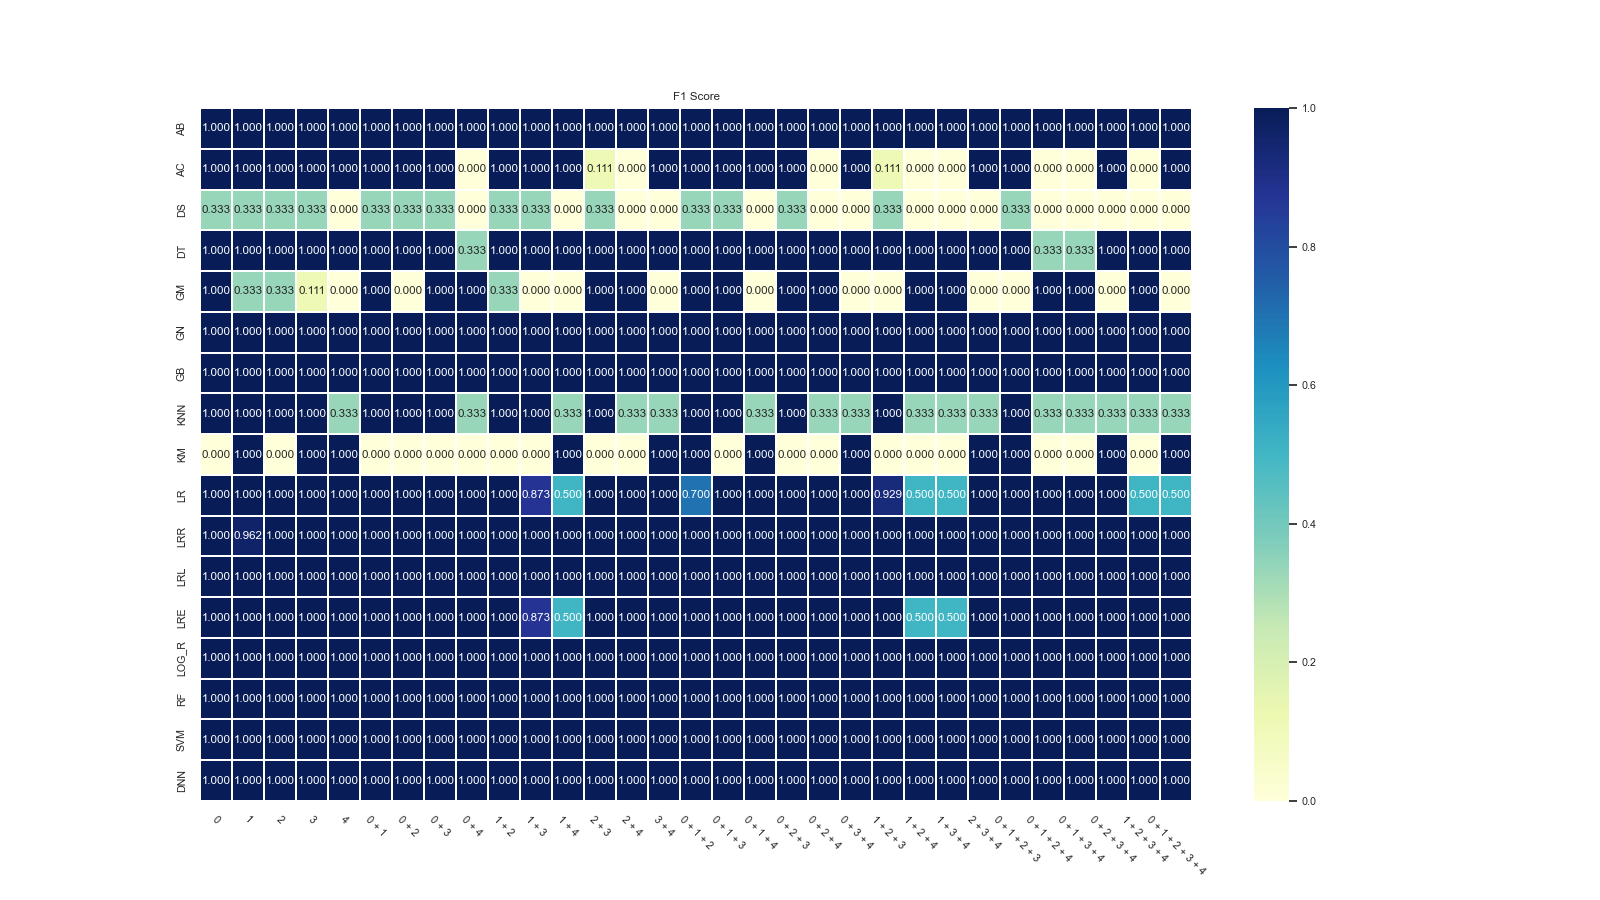 F1 Score
AB 1.000 1.000 1.000 1.000 1.000 1.000 1.000 1.000 1.000 1.000 1.000 1.000 1.000 1.000 1.000 1.000 1.000 1.000 1.000 1.000 1.000 1.000 1.000 1.000 1.000 1.000 1.000 1.000 1.000 1.000 1.000
AC 1.000 1.000 1.000 1.000 1.000 1.000 1.000 1.000 0.000 1.000 1.000 1.000 0.111 0.000 1.000 1.000 1.000 1.000 1.000 0.000 1.000 0.111 0.000 0.000 1.000 1.000 0.000 0.000 1.000 0.000 1.000
DS 0.333 0.333 0.333 0.333 0.000 0.333 0.333 0.333 0.000 0.333 0.333 0.000 0.333 0.000 0.000 0.333 0.333 0.000 0.333 0.000 0.000 0.333 0.000 0.000 0.000 0.333 0.000 0.000 0.000 0.000 0.000
DT 1.000 1.000 1.000 1.000 1.000 1.000 1.000 1.000 0.333 1.000 1.000 1.000 1.000 1.000 1.000 1.000 1.000 1.000 1.000 1.000 1.000 1.000 1.000 1.000 1.000 1.000 0.333 0.333 1.000 1.000 1.000
GM 1.000 0.333 0.333 0.111 0.000 1.000 0.000 1.000 1.000 0.333 0.000 0.000 1.000 1.000 0.000 1.000 1.000 0.000 1.000 1.000 0.000 0.000 1.000 1.000 0.000 0.000 1.000 1.000 0.000 1.000 0.000
GN 1.000 1.000 1.000 1.000 1.000 1.000 1.000 1.000 1.000 1.000 1.000 1.000 1.000 1.000 1.000 1.000 1.000 1.000 1.000 1.000 1.000 1.000 1.000 1.000 1.000 1.000 1.000 1.000 1.000 1.000 1.000
GB 1.000 1.000 1.000 1.000 1.000 1.000 1.000 1.000 1.000 1.000 1.000 1.000 1.000 1.000 1.000 1.000 1.000 1.000 1.000 1.000 1.000 1.000 1.000 1.000 1.000 1.000 1.000 1.000 1.000 1.000 1.000
KNN 1.000 1.000 1.000 1.000 0.333 1.000 1.000 1.000 0.333 1.000 1.000 0.333 1.000 0.333 0.333 1.000 1.000 0.333 1.000 0.333 0.333 1.000 0.333 0.333 0.333 1.000 0.333 0.333 0.333 0.333 0.333
KM 0.000 1.000 0.000 1.000 1.000 0.000 0.000 0.000 0.000 0.000 0.000 1.000 0.000 0.000 1.000 1.000 0.000 1.000 0.000 0.000 1.000 0.000 0.000 0.000 1.000 1.000 0.000 0.000 1.000 0.000 1.000
LR 1.000 1.000 1.000 1.000 1.000 1.000 1.000 1.000 1.000 1.000 0.873 0.500 1.000 1.000 1.000 0.700 1.000 1.000 1.000 1.000 1.000 0.929 0.500 0.500 1.000 1.000 1.000 1.000 1.000 0.500 0.500
LRR 1.000 0.962 1.000 1.000 1.000 1.000 1.000 1.000 1.000 1.000 1.000 1.000 1.000 1.000 1.000 1.000 1.000 1.000 1.000 1.000 1.000 1.000 1.000 1.000 1.000 1.000 1.000 1.000 1.000 1.000 1.000
LRL 1.000 1.000 1.000 1.000 1.000 1.000 1.000 1.000 1.000 1.000 1.000 1.000 1.000 1.000 1.000 1.000 1.000 1.000 1.000 1.000 1.000 1.000 1.000 1.000 1.000 1.000 1.000 1.000 1.000 1.000 1.000
LRE 1.000 1.000 1.000 1.000 1.000 1.000 1.000 1.000 1.000 1.000 0.873 0.500 1.000 1.000 1.000 1.000 1.000 1.000 1.000 1.000 1.000 1.000 0.500 0.500 1.000 1.000 1.000 1.000 1.000 1.000 1.000
LOG_R 1.000 1.000 1.000 1.000 1.000 1.000 1.000 1.000 1.000 1.000 1.000 1.000 1.000 1.000 1.000 1.000 1.000 1.000 1.000 1.000 1.000 1.000 1.000 1.000 1.000 1.000 1.000 1.000 1.000 1.000 1.000
RF 1.000 1.000 1.000 1.000 1.000 1.000 1.000 1.000 1.000 1.000 1.000 1.000 1.000 1.000 1.000 1.000 1.000 1.000 1.000 1.000 1.000 1.000 1.000 1.000 1.000 1.000 1.000 1.000 1.000 1.000 1.000
SVM 1.000 1.000 1.000 1.000 1.000 1.000 1.000 1.000 1.000 1.000 1.000 1.000 1.000 1.000 1.000 1.000 1.000 1.000 1.000 1.000 1.000 1.000 1.000 1.000 1.000 1.000 1.000 1.000 1.000 1.000 1.000
DNN 1.000 1.000 1.000 1.000 1.000 1.000 1.000 1.000 1.000 1.000 1.000 1.000 1.000 1.000 1.000 1.000 1.000 1.000 1.000 1.000 1.000 1.000 1.000 1.000 1.000 1.000 1.000 1.000 1.000 1.000 1.000
0
1
2
3
4
0 + 1
0 + 2
0 + 3
0 + 4
1 + 2
1 + 3
1 + 4
2 + 3
2 + 4
3 + 4
0 + 1 + 2
0 + 1 + 3
0 + 1 + 4
0 + 2 + 3
0 + 2 + 4
0 + 3 + 4
1 + 2 + 3
1 + 2 + 4
1 + 3 + 4
2 + 3 + 4
0 + 1 + 2 + 3
0 + 1 + 2 + 4
0 + 1 + 3 + 4
0 + 2 + 3 + 4
1 + 2 + 3 + 4
0 + 1 + 2 + 3 + 4
1.0
0.8
0.6
0.4
0.2
0.0